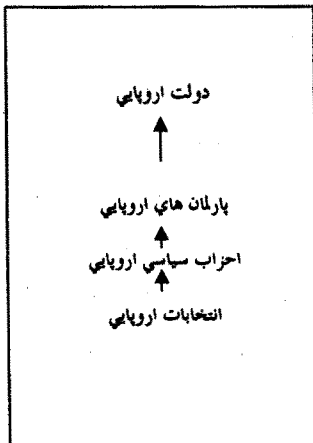 دولت اروپايي
پارلمان هاي اروپايي
احزاب سياسي اروپايي
انتخابات اروپايي